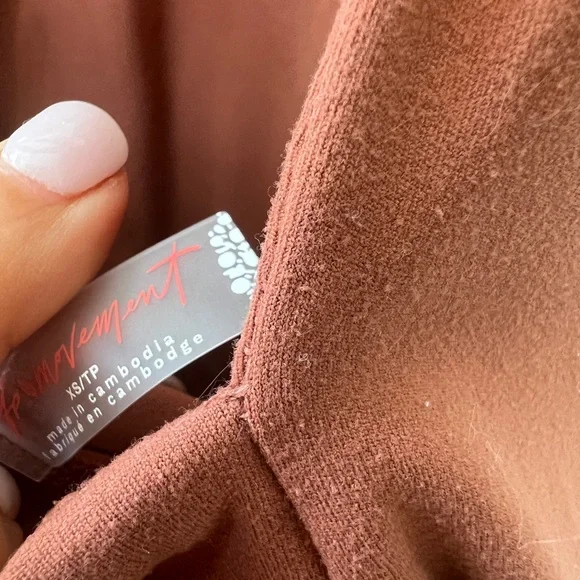 movement
XS/TP
made in cambodia
fabriqué en cambodge